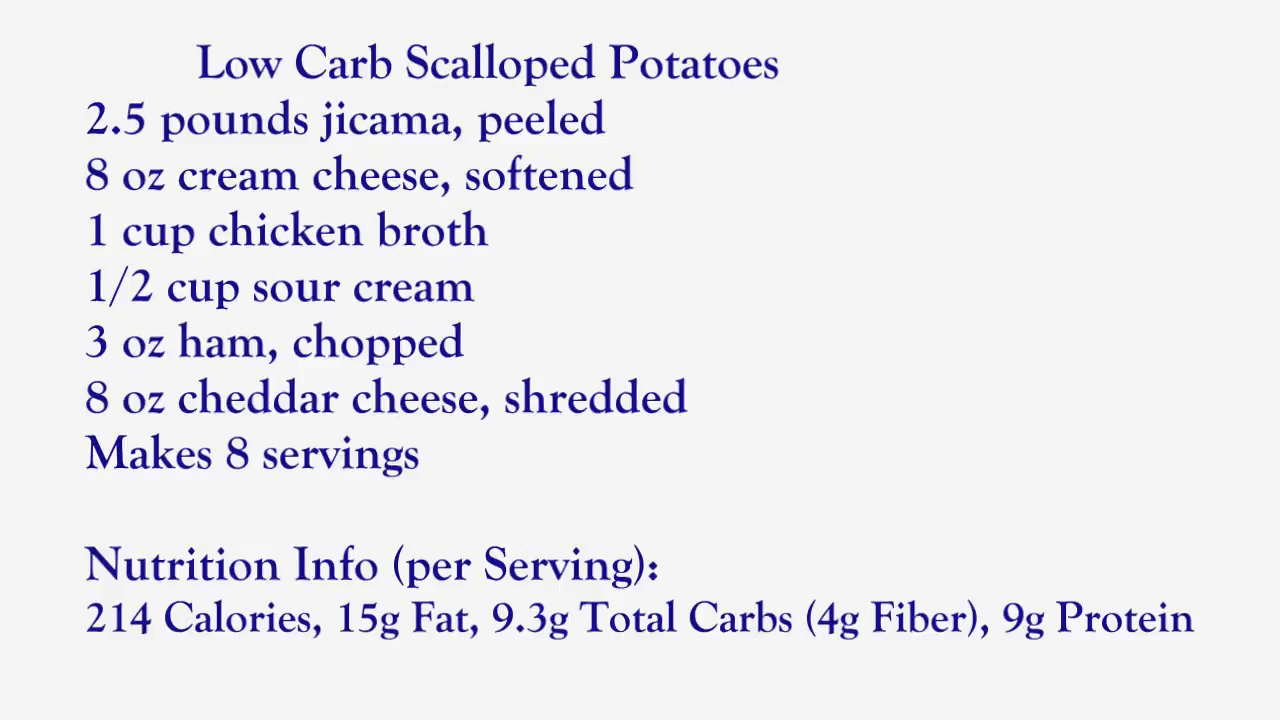 Low Carb Scalloped Potatoes
2.5 pounds jicama, peeled
8 oz cream cheese, softened
1 cup chicken broth
1/2 cup sour cream
3 oz ham, chopped
8 oz cheddar cheese, shredded
Makes 8 servings
Nutrition Info (per Serving):
214 Calories, 15g Fat, 9.3g Total Carbs (4g Fiber), 9g Protein